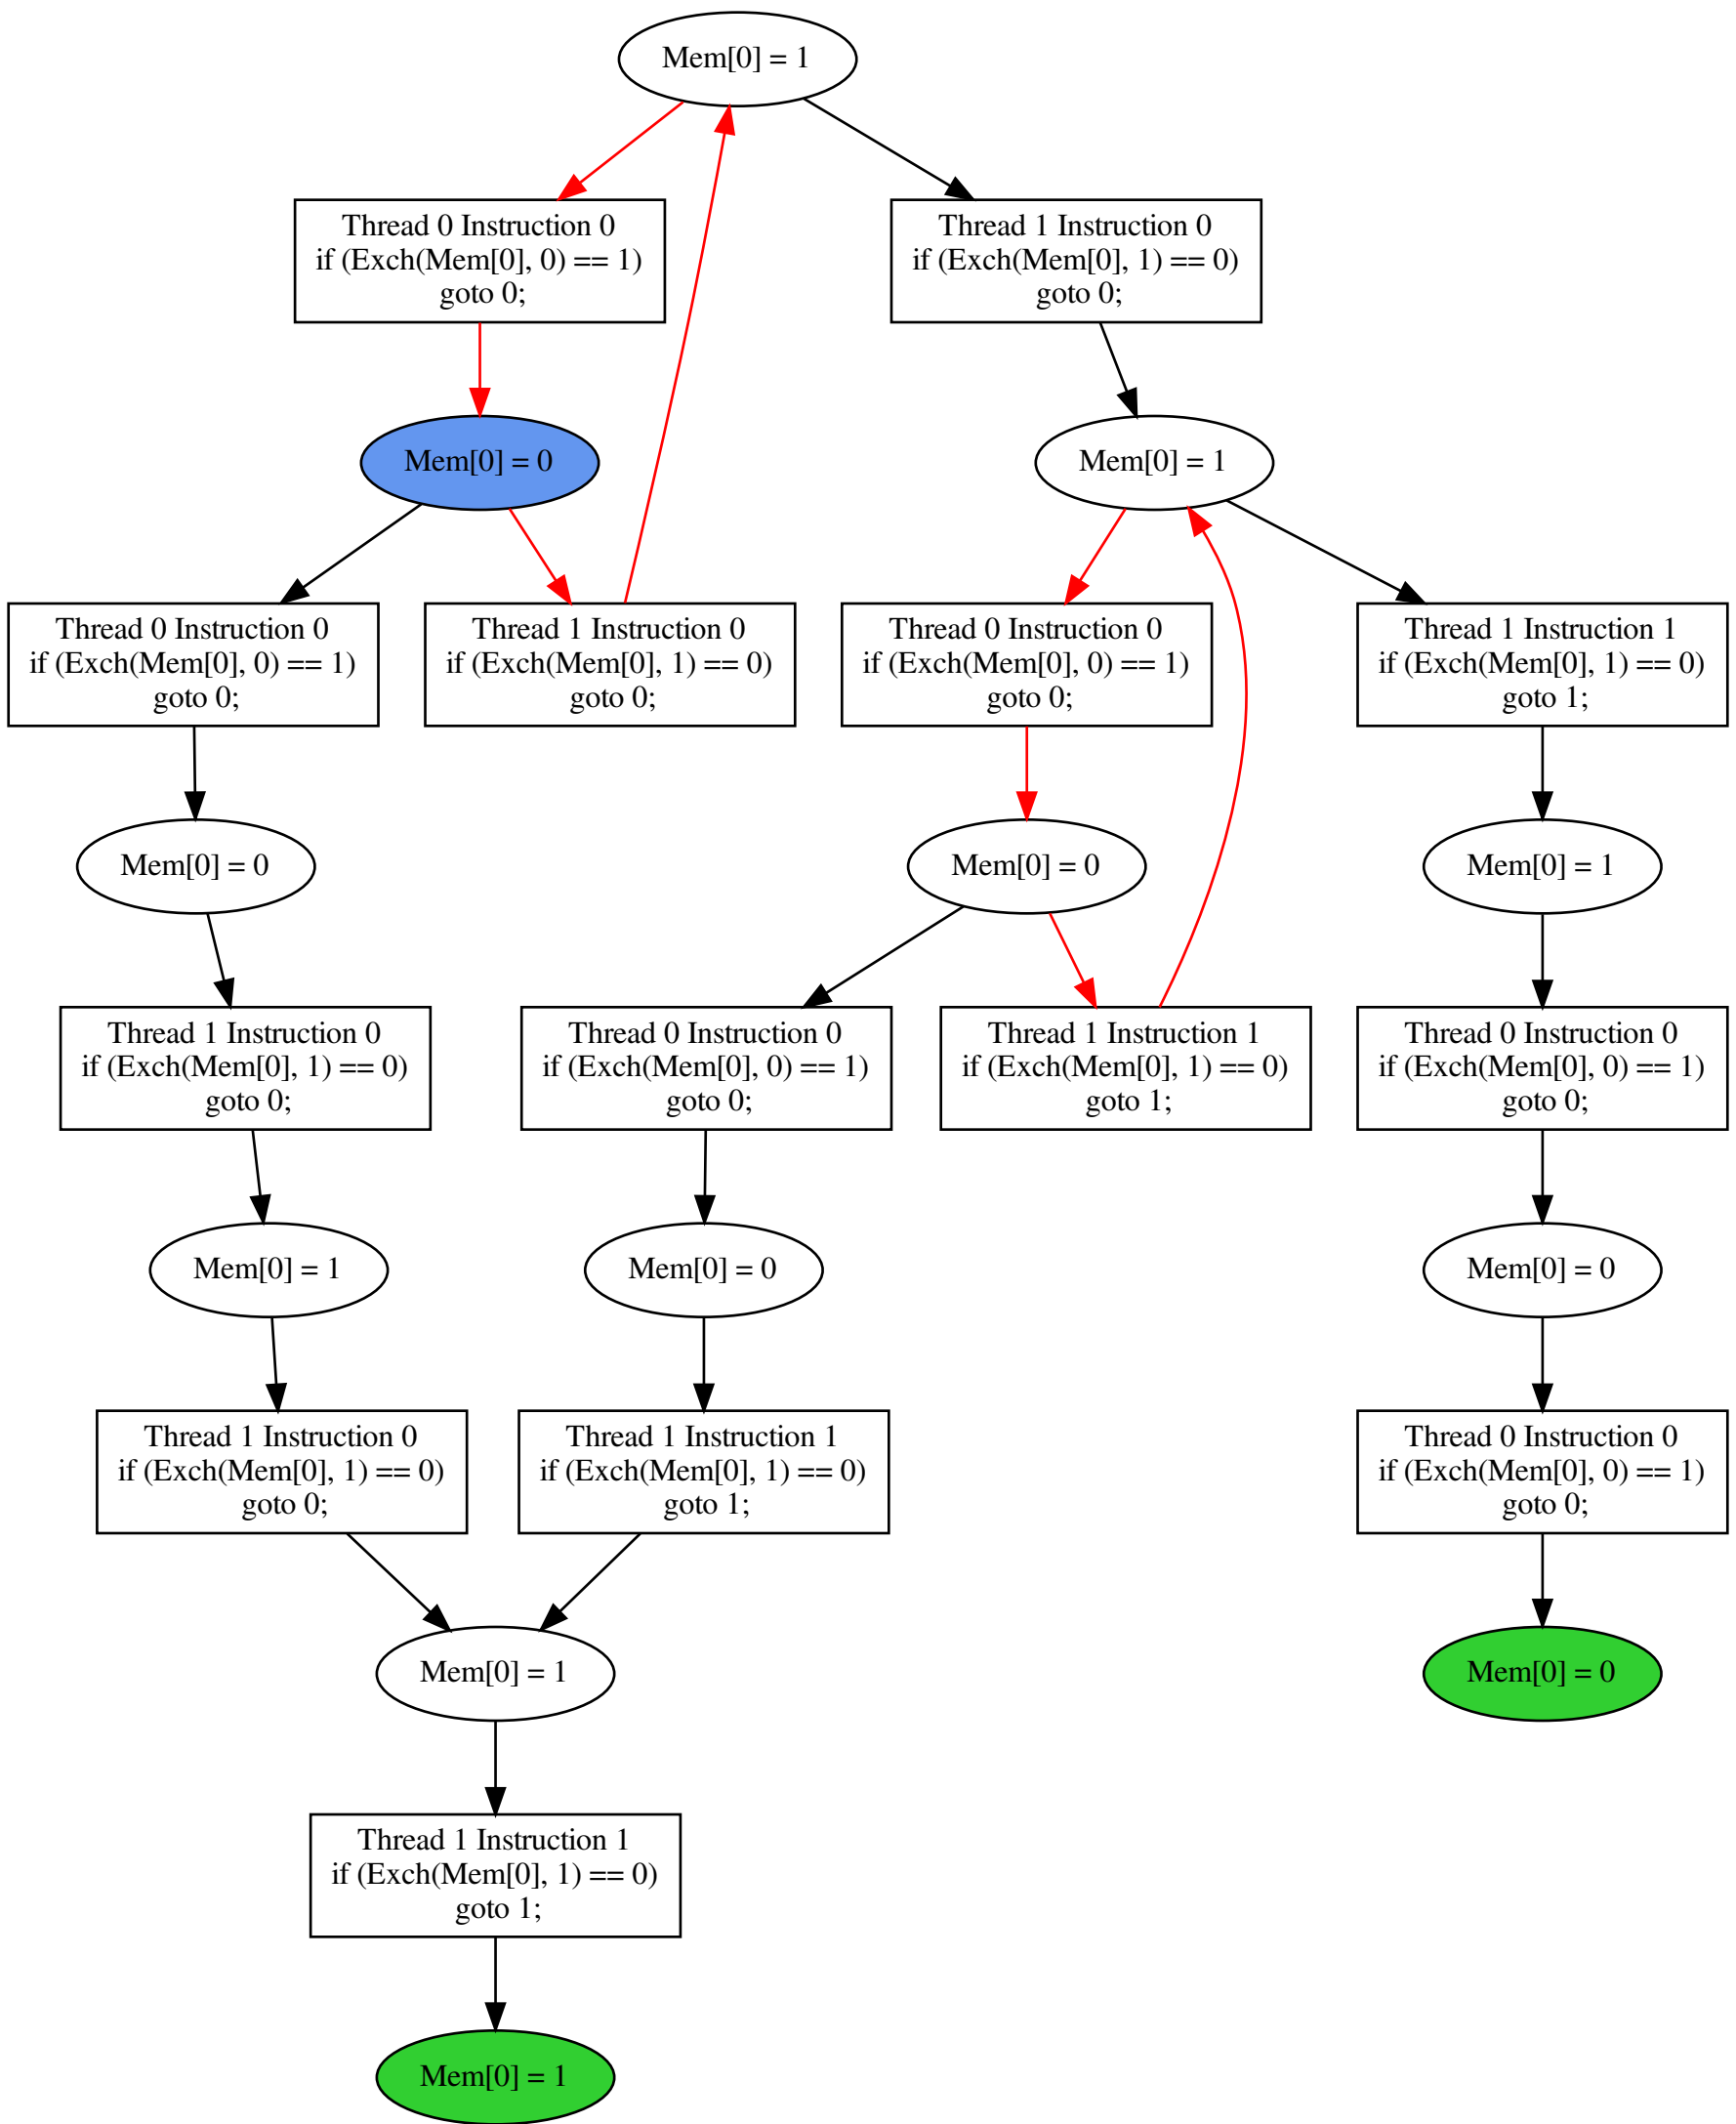 Mem[0] = 1
Thread 0 Instruction 0
if (Exch(Mem[0], 0) == 1)
goto 0;
Thread 1 Instruction 0
if (Exch(Mem[0], 1) == 0)
goto 0;
Mem[0] = 0
Mem[0] = 1
Thread 0 Instruction 0
if (Exch(Mem[0], 0) == 1)
goto 0;
Thread 1 Instruction 0
if (Exch(Mem[0], 1) == 0)
goto 0;
Thread 0 Instruction 0
if (Exch(Mem[0], 0) == 1)
goto 0;
Thread 1 Instruction 1
if (Exch(Mem[0], 1) == 0)
goto 1;
Mem[0] = 0
Mem[0] = 0
Mem[0] = 1
Thread 1 Instruction 0
if (Exch(Mem[0], 1) == 0)
goto 0;
Thread 0 Instruction 0
if (Exch(Mem[0], 0) == 1)
goto 0;
Thread 1 Instruction 1
if (Exch(Mem[0], 1) == 0)
goto 1;
Thread 0 Instruction 0
if (Exch(Mem[0], 0) == 1)
goto 0;
Mem[0] = 1
Mem[0] = 0
Mem[0] = 0
Thread 1 Instruction 0
if (Exch(Mem[0], 1) == 0)
goto 0;
Thread 1 Instruction 1
if (Exch(Mem[0], 1) == 0)
goto 1;
Thread 0 Instruction 0
if (Exch(Mem[0], 0) == 1)
goto 0;
Mem[0] = 1
Mem[0] = 0
Thread 1 Instruction 1
if (Exch(Mem[0], 1) == 0)
goto 1;
Mem[0] = 1